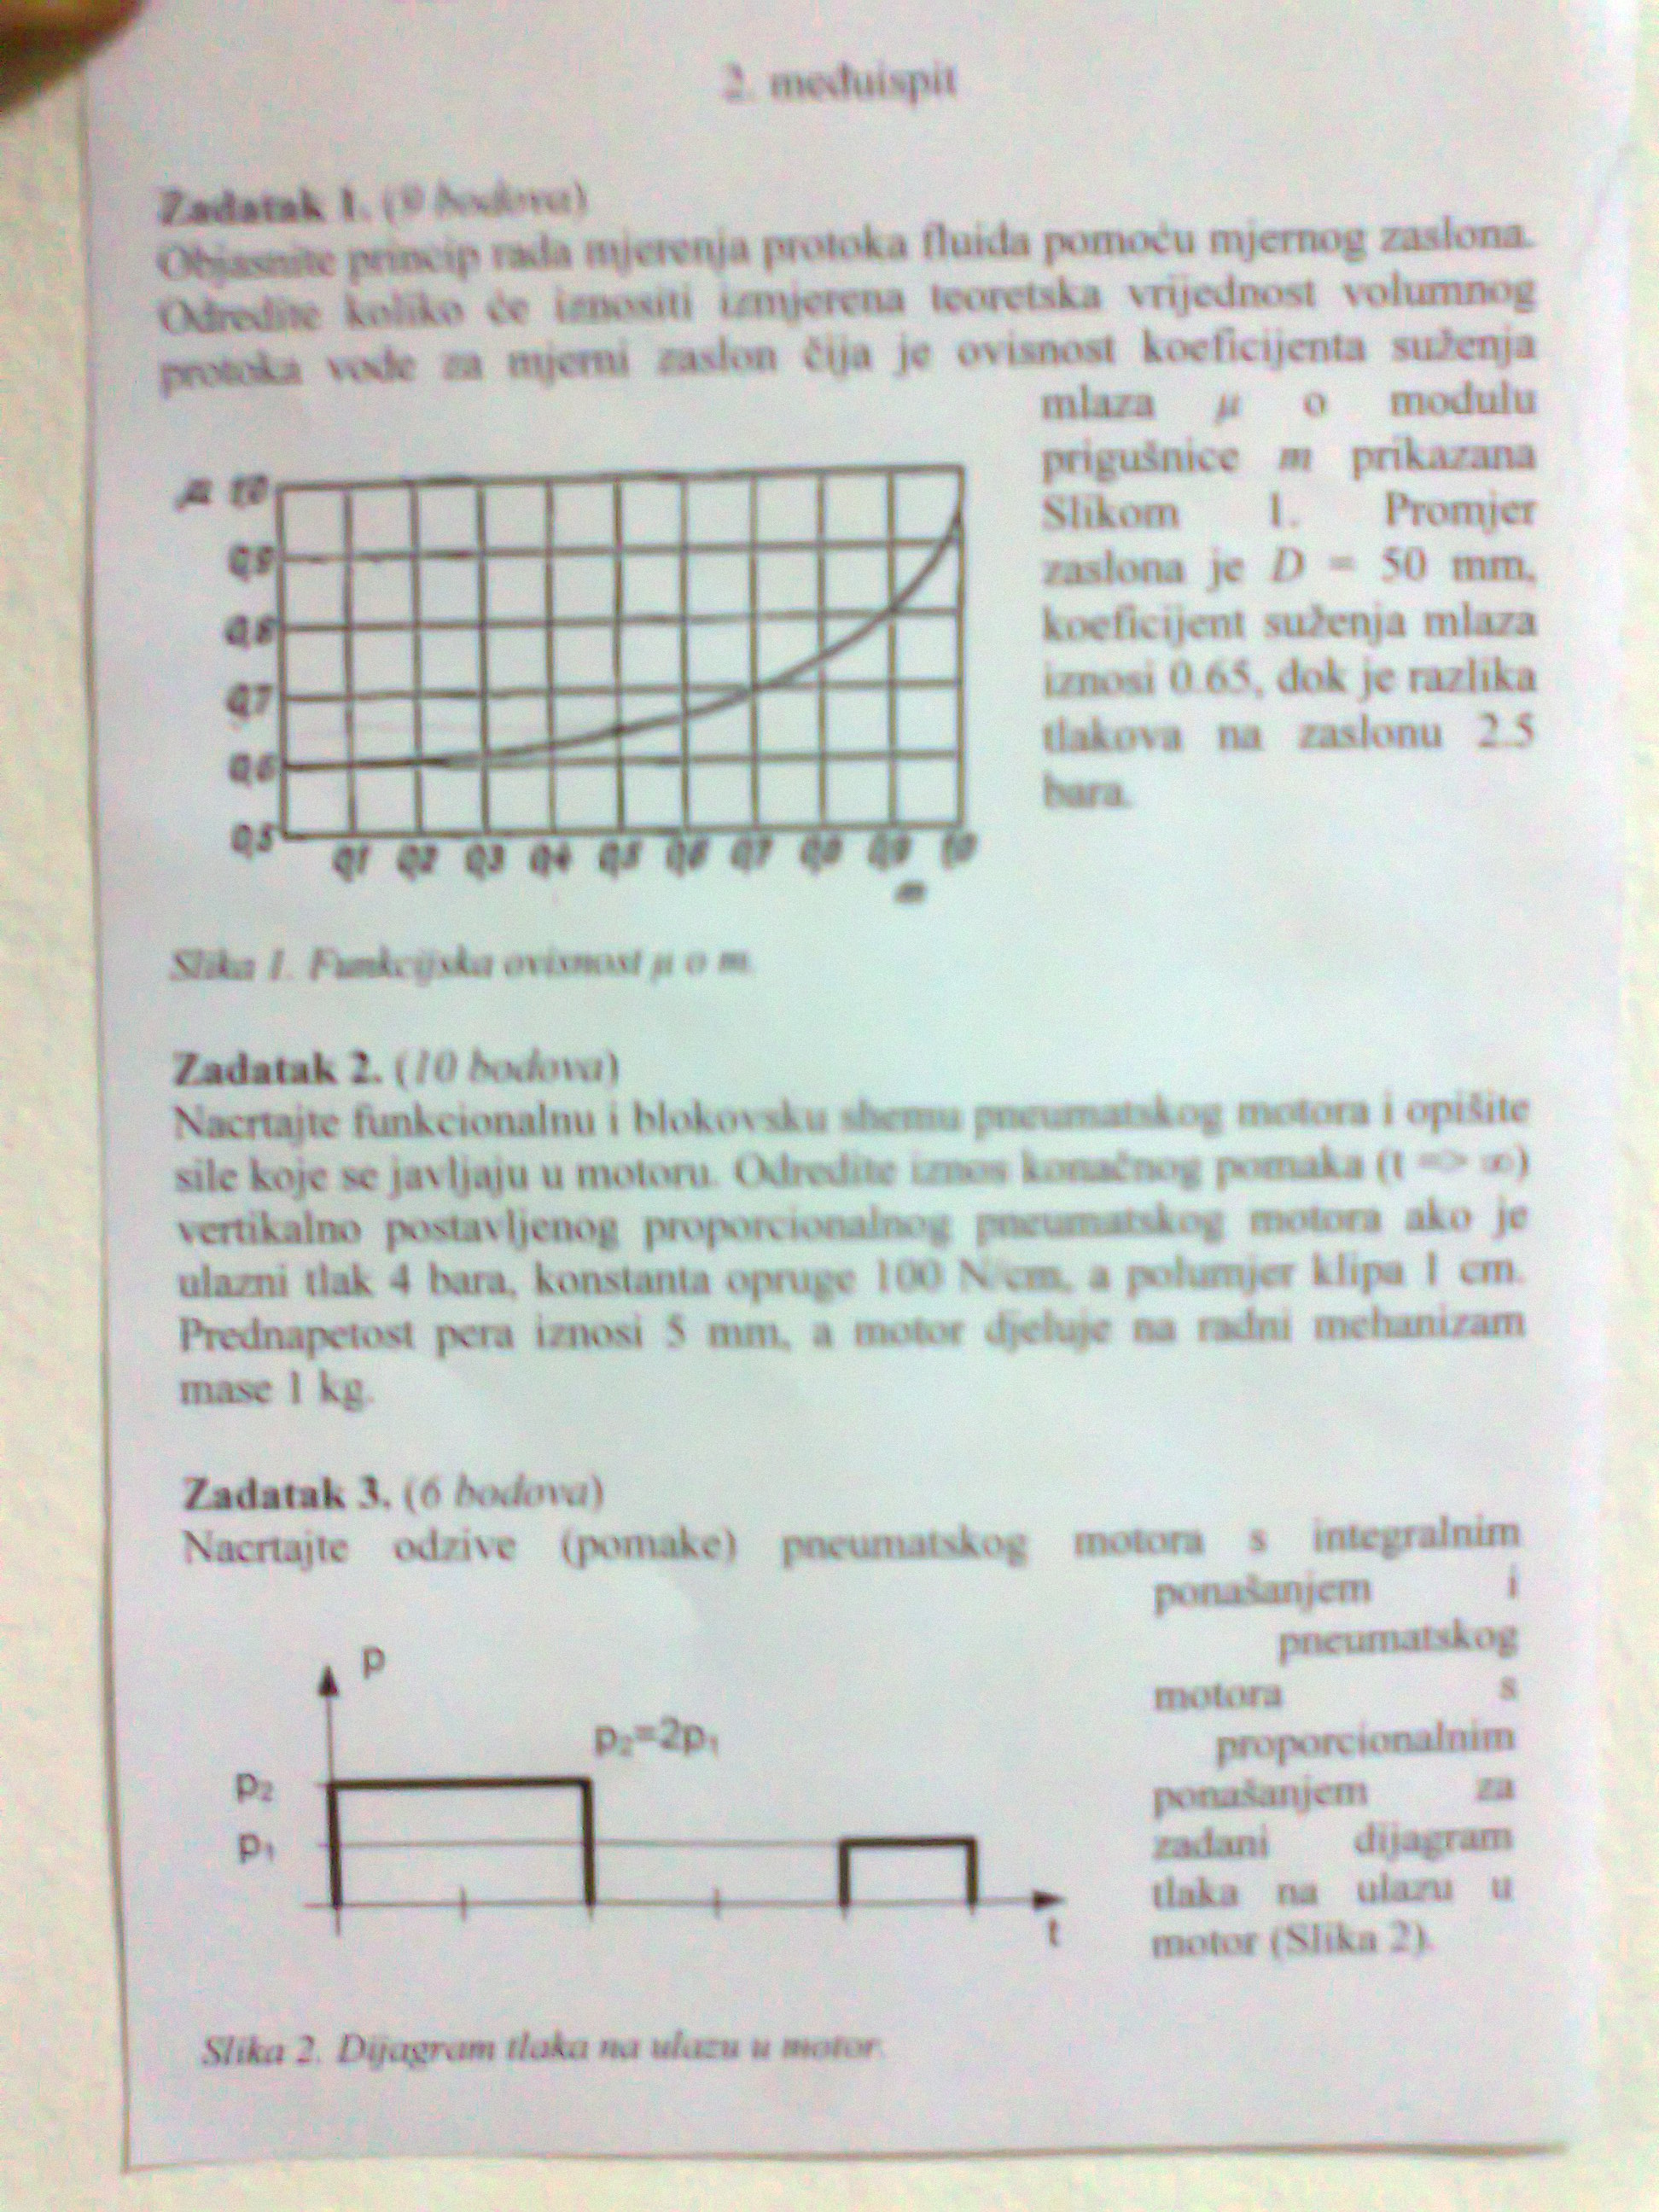 2. međuispit
Zadatak 1. (9 bodova)
Objasnite princip rada mjerenja protoka fluida pomoću mjernog zaslona.
Odredite koliko će iznositi izmjerena teoretska vrijednost volumnog
protoka vode za mjerni zaslon čija je ovisnost koeficijenta suženja
mlaza μ o modulu
prigušnice m prikazana
Slikom 1. Promjer
zaslona je D = 50 mm,
koeficijent suženja mlaza
iznosi 0.65, dok je razlika
tlakova na zaslonu 2.5
bara.
μ 1,0
0,9
0,8
0,7
0,6
0,5
0,1 0,2 0,3 0,4 0,5 0,6 0,7 0,8 0,9 1,0
m
Slika 1. Funkcijska ovisnost μ o m.
Zadatak 2. (10 bodova)
Nacrtajte funkcionalnu i blokovsku shemu pneumatskog motora i opišite
sile koje se javljaju u motoru. Odredite iznos konačnog pomaka (t => ∞)
vertikalno postavljenog proporcionalnog pneumatskog motora ako je
ulazni tlak 4 bara, konstanta opruge 100 N/cm, a polumjer klipa 1 cm.
Prednapetost pera iznosi 5 mm, a motor djeluje na radni mehanizam
mase 1 kg.
Zadatak 3. (6 bodova)
Nacrtajte odzive (pomake) pneumatskog motora s integralnim
ponašanjem i
pneumatskog
motora s
proporcionalnim
ponašanjem za
zadani dijagram
tlaka na ulazu u
motor (Slika 2).
p
p₂=2p₁
p₂
p₁
t
Slika 2. Dijagram tlaka na ulazu u motor.